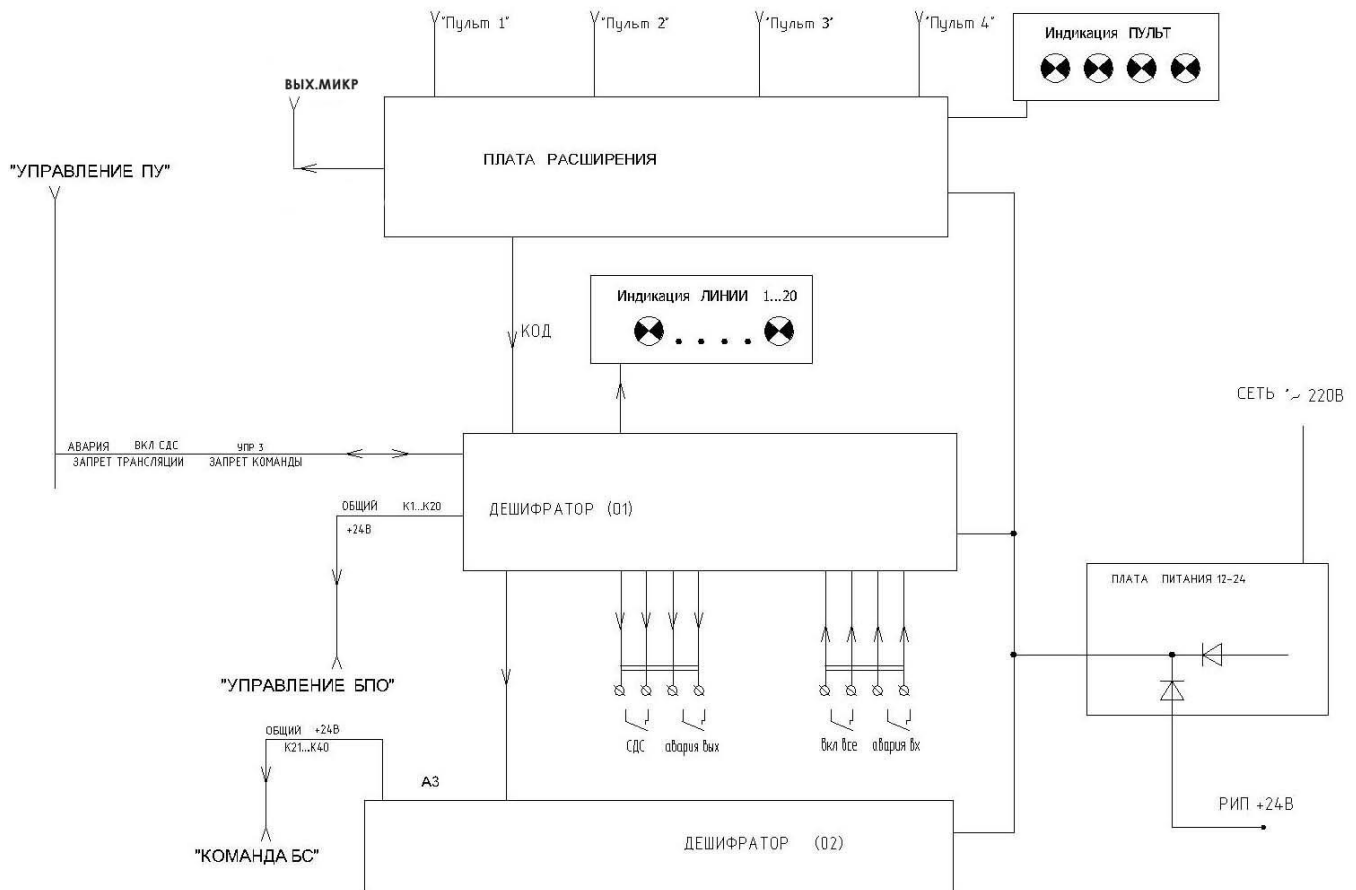 "Пульт 1"
"Пульт 2"
"Пульт 3"
"Пульт 4"
Индикация ПУЛЬТ
ВЫХ.МИКР
"УПРАВЛЕНИЕ ПУ"
ПЛАТА РАСШИРЕНИЯ
КОД
Индикация ЛИНИИ 1...20
СЕТЬ ~ 220В
АВАРИЯ ВКЛ СДС УПР 3
ЗАПРЕТ ТРАНСЛЯЦИИ ЗАПРЕТ КОМАНДЫ
ОБЩИЙ К1...К20
+24В
ДЕШИФРАТОР (01)
ПЛАТА ПИТАНИЯ 12-24
"УПРАВЛЕНИЕ БПО"
СДС авария вых
вкл все авария вх
ОБЩИЙ +24В
К21...К40
А3
РИП +24В
ДЕШИФРАТОР (02)
"КОМАНДА БС"